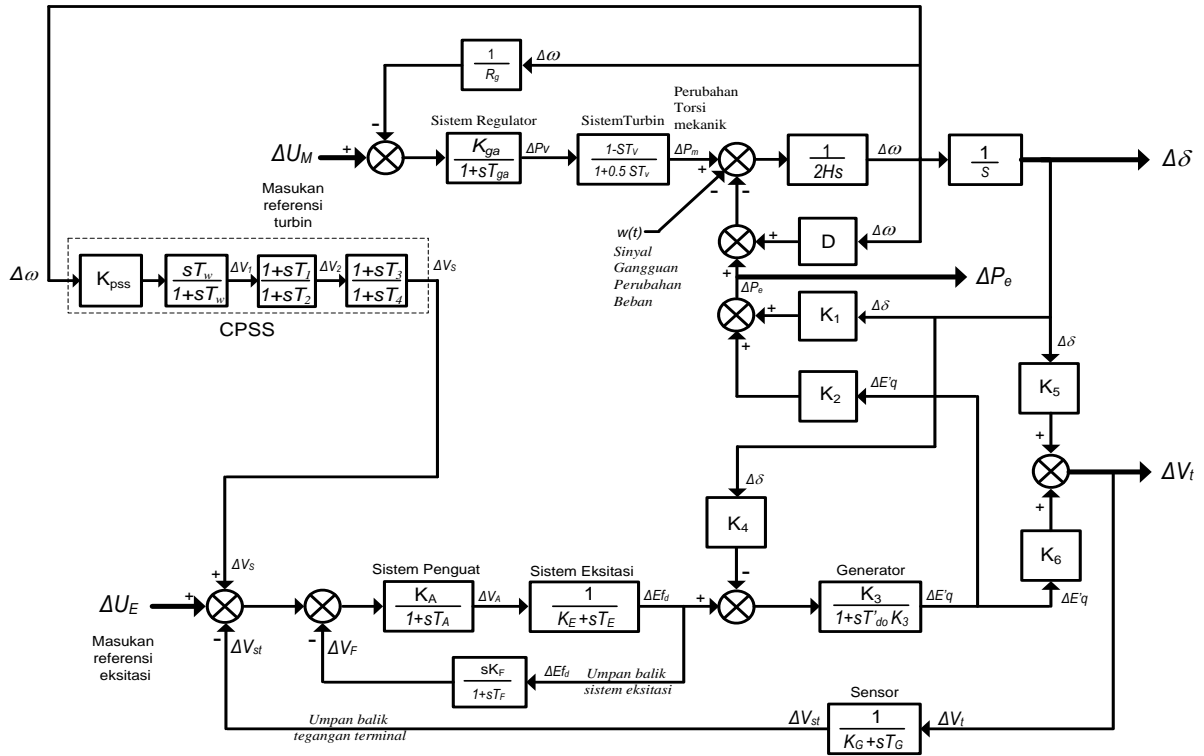 1
R_g
Δω
Perubahan
Torsi
mekanik
Sistem Regulator
SistemTurbin
ΔU_M
+
-
K_ga
1+sT_ga
ΔPv
1-ST_v
1+0.5 ST_v
ΔP_m
+
-
-
1
2Hs
Δω
1
s
Δδ
Masukan
referensi
turbin
w(t)
Sinyal
Gangguan
Perubahan
Beban
+
D
Δω
+
ΔP_e
ΔP_e
Δω
K_pss
sT_w
1+sT_w
ΔV_1
1+sT_1
1+sT_2
ΔV_2
1+sT_3
1+sT_4
ΔV_S
CPSS
+
K_1
Δδ
+
K_2
ΔE'q
Δδ
K_5
+
ΔV_t
+
K_6
Δδ
K_4
-
ΔE'q
+
ΔV_S
ΔU_E
+
-
Masukan
referensi
eksitasi
ΔV_st
-
ΔV_F
Sistem Penguat
K_A
1+sT_A
ΔV_A
Sistem Eksitasi
1
K_E+sT_E
ΔEf_d
+
Generator
K_3
1+sT'_do K_3
ΔE'q
sK_F
1+sT_F
ΔEf_d
Umpan balik
sistem eksitasi
Umpan balik
tegangan terminal
ΔV_st
Sensor
1
K_G+sT_G
ΔV_t